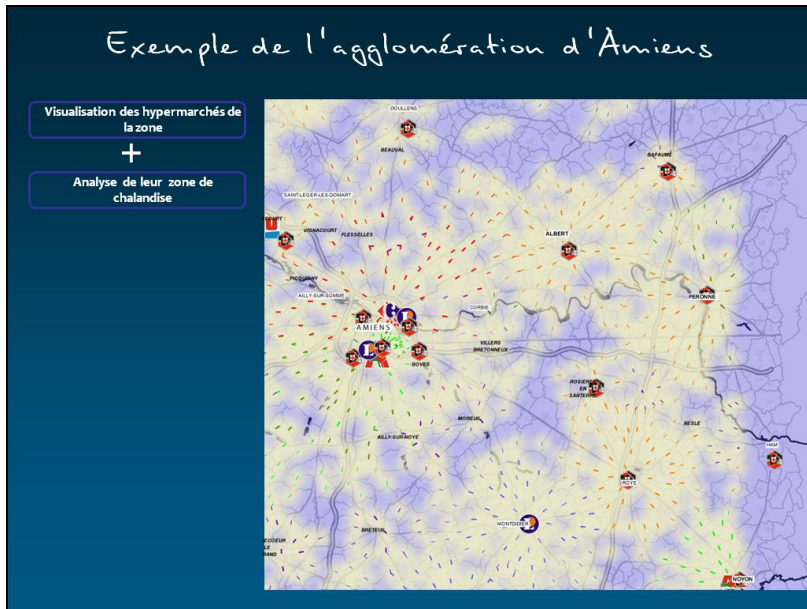 Exemple de l'agglomération d'Amiens
Visualisation des hypermarchés de
la zone
+
Analyse de leur zone de
chalandise
DOULLENS
BEAUVAL
BAPAUME
SAINT-LEGER-LES-DOMART
VIGNACOURT
FLESSELLES
ALBERT
PICQUIGNY
AILLY-SUR-SOMME
CORBIE
PERONNE
AMIENS
VILLERS
BRETONNEUX
BOVES
ROSIERES
EN
SANTERRE
MOREUIL
NESLE
AILLY-SUR-NOYE
HAM
ROYE
MONTDIDIER
BRETEUIL
NOYON